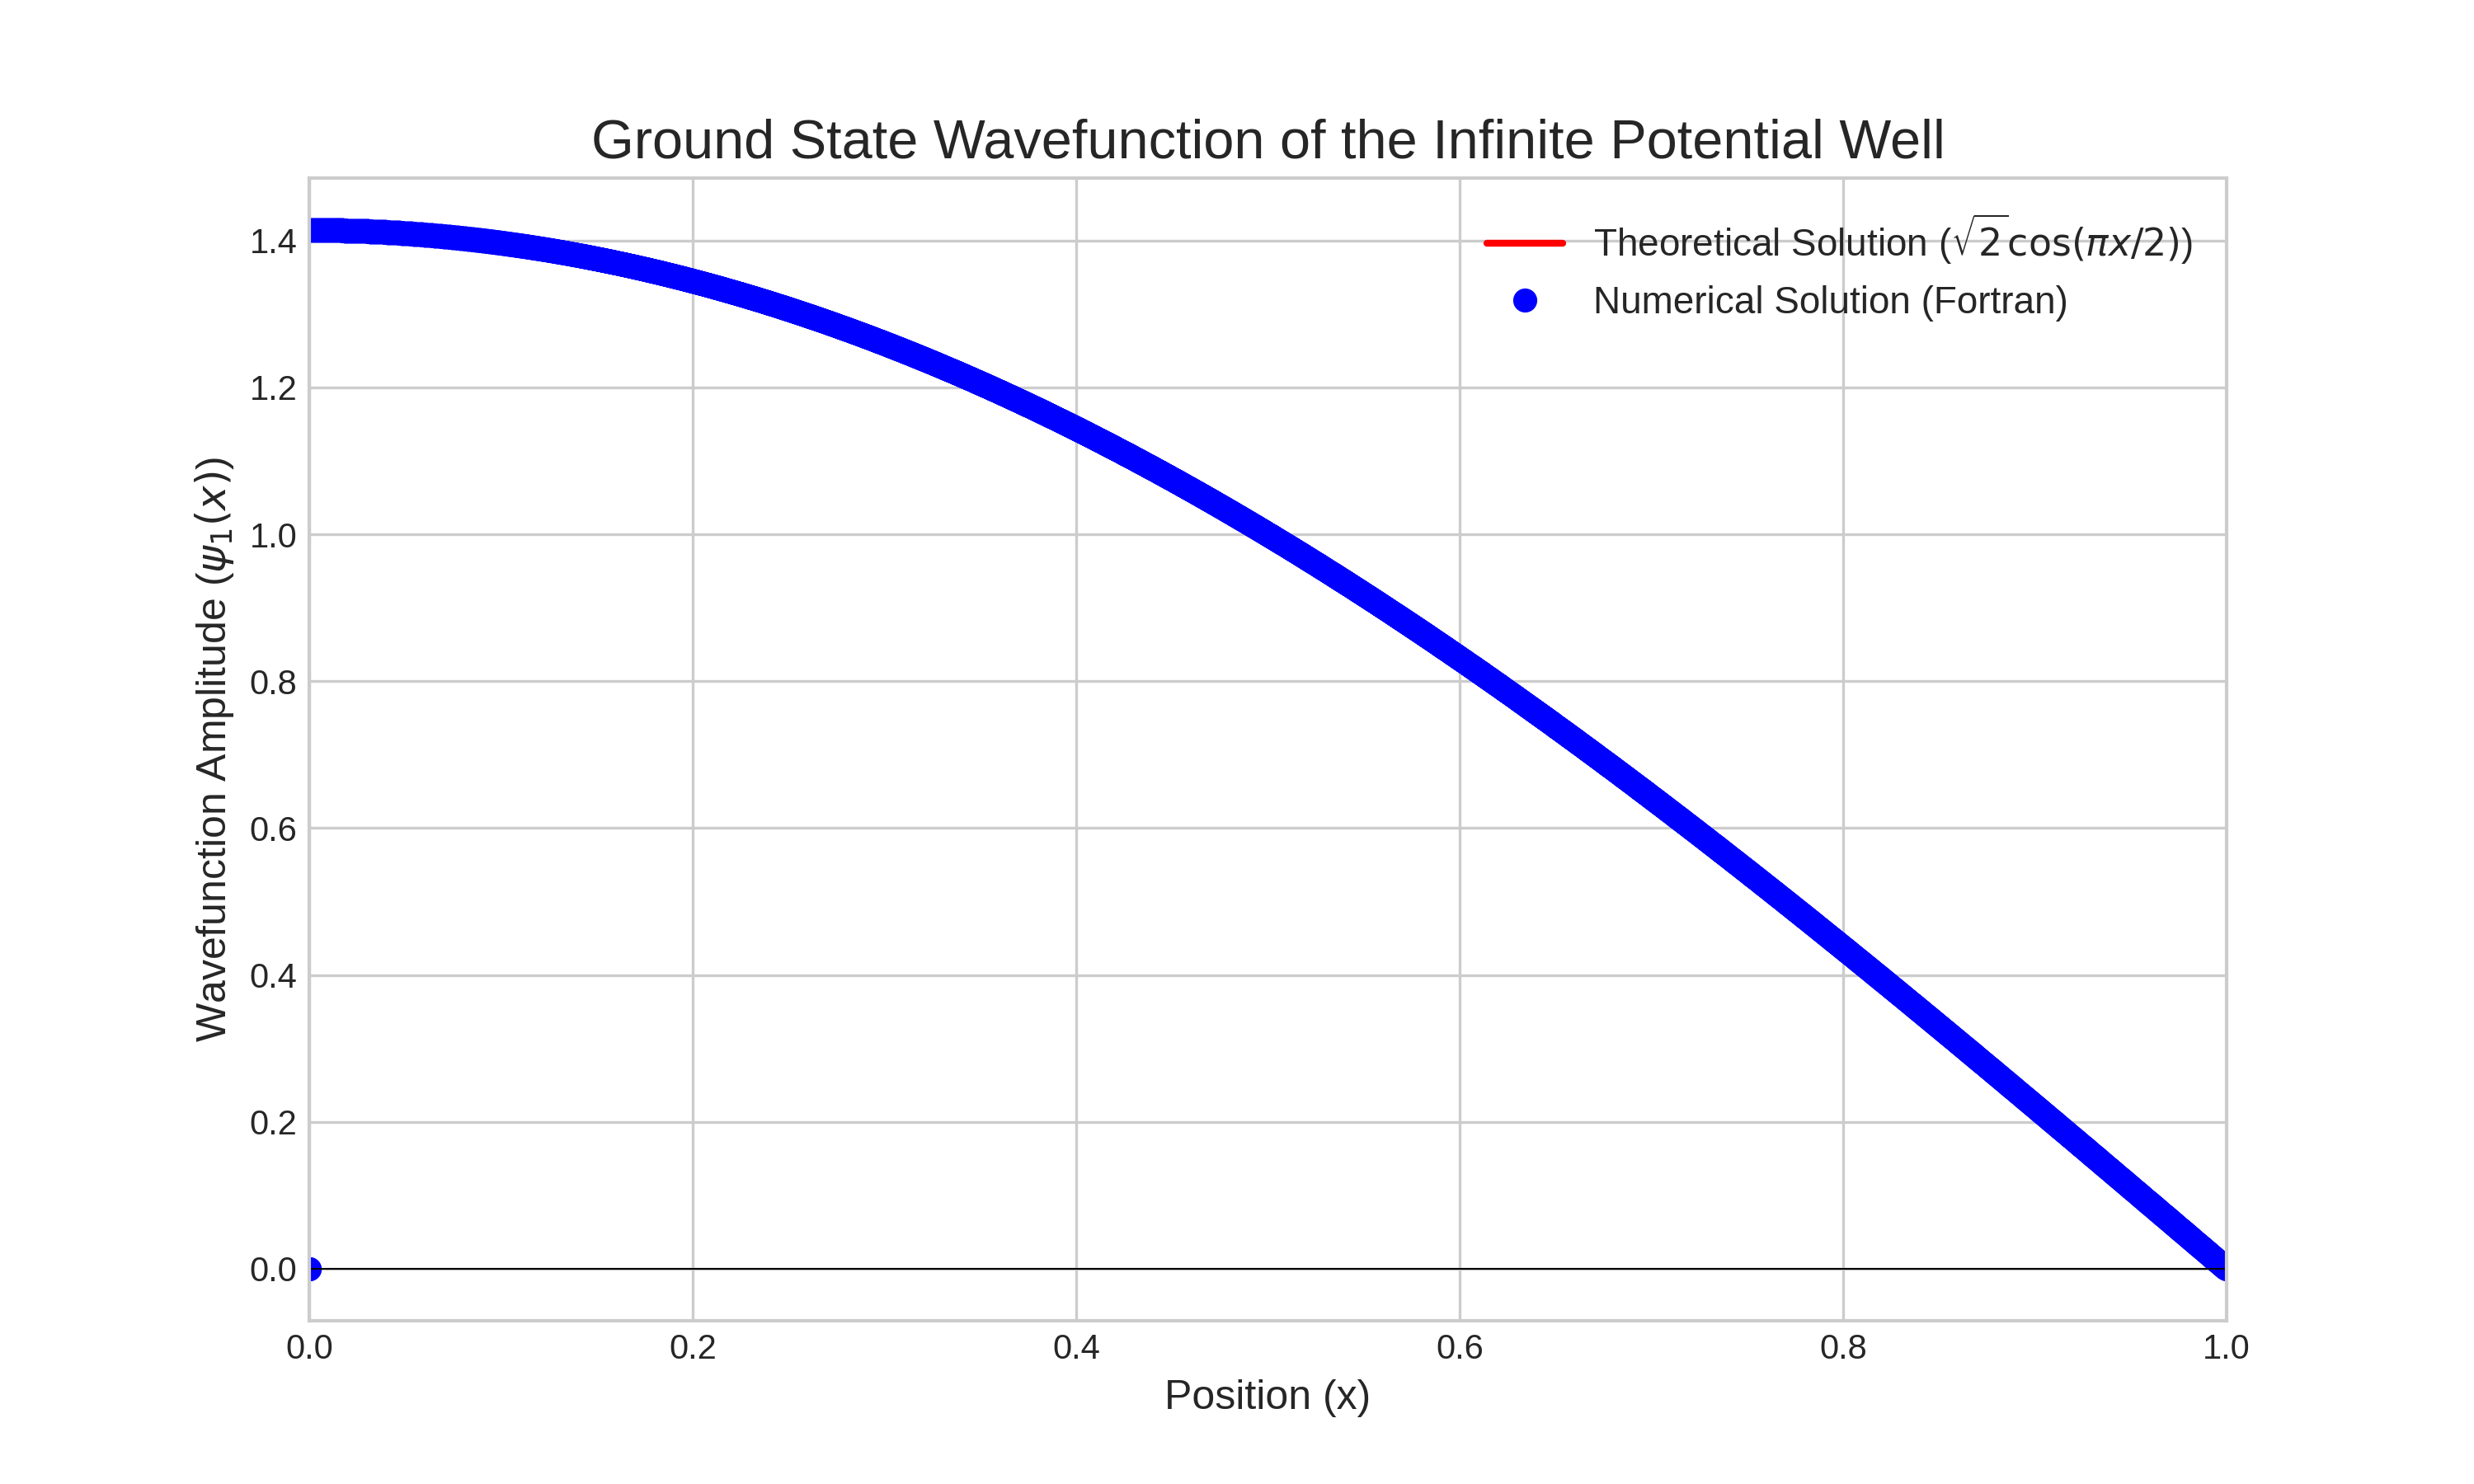 Ground State Wavefunction of the Infinite Potential Well
Theoretical Solution (√2cos(πx/2))
Numerical Solution (Fortran)
Wavefunction Amplitude (ψ₁(x))
1.4
1.2
1.0
0.8
0.6
0.4
0.2
0.0
0.0 0.2 0.4 0.6 0.8 1.0
Position (x)